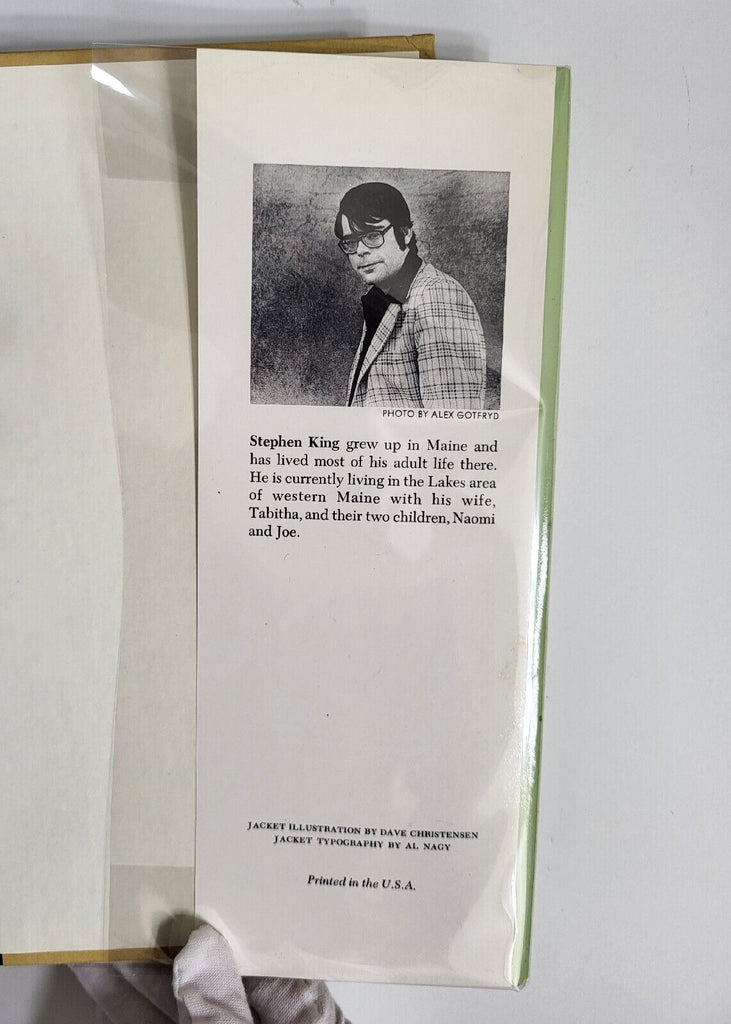 PHOTO BY ALEX GOTFRYD
Stephen King grew up in Maine and
has lived most of his adult life there.
He is currently living in the Lakes area
of western Maine with his wife,
Tabitha, and their two children, Naomi
and Joe.
JACKET ILLUSTRATION BY DAVE CHRISTENSEN
JACKET TYPOGRAPHY BY AL NAGY
Printed in the U.S.A.